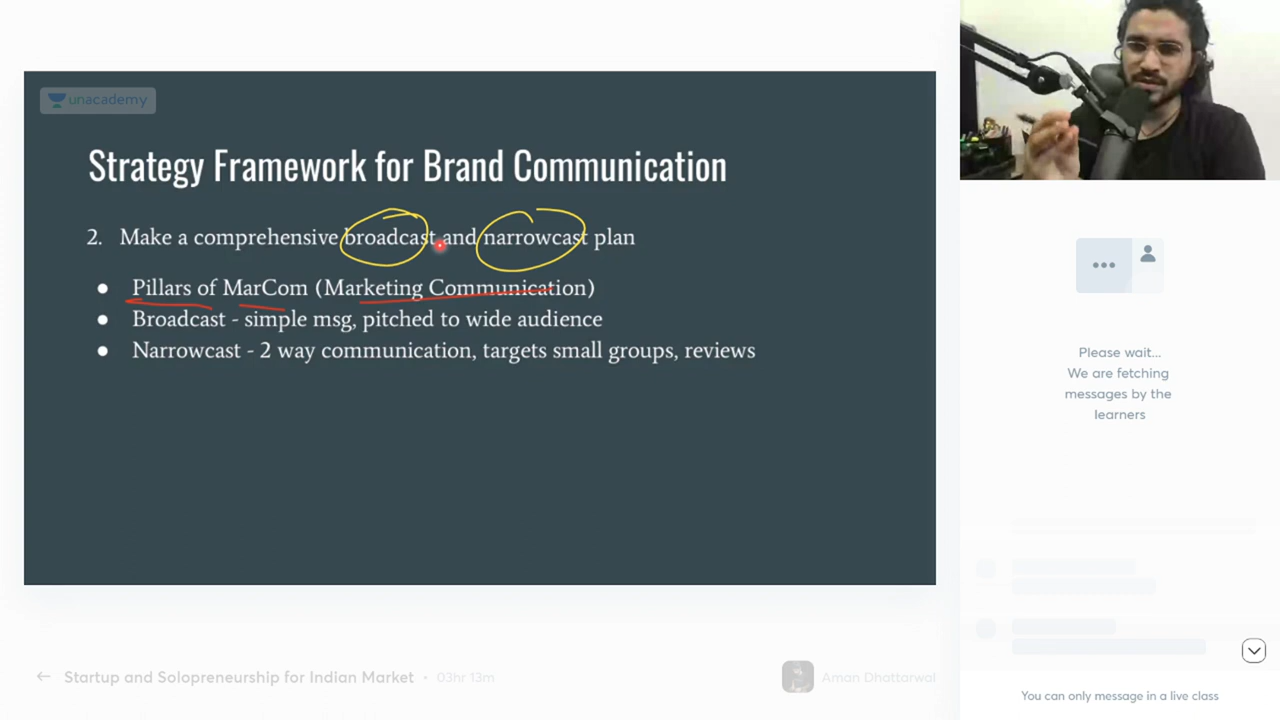 unacademy
Strategy Framework for Brand Communication
2. Make a comprehensive broadcast and narrowcast plan
● Pillars of MarCom (Marketing Communication)
● Broadcast - simple msg, pitched to wide audience
● Narrowcast - 2 way communication, targets small groups, reviews
Please wait...
We are fetching
messages by the
learners
← Startup and Solopreneurship for Indian Market • 03hr 13m
Aman Dhattarwal
You can only message in a live class